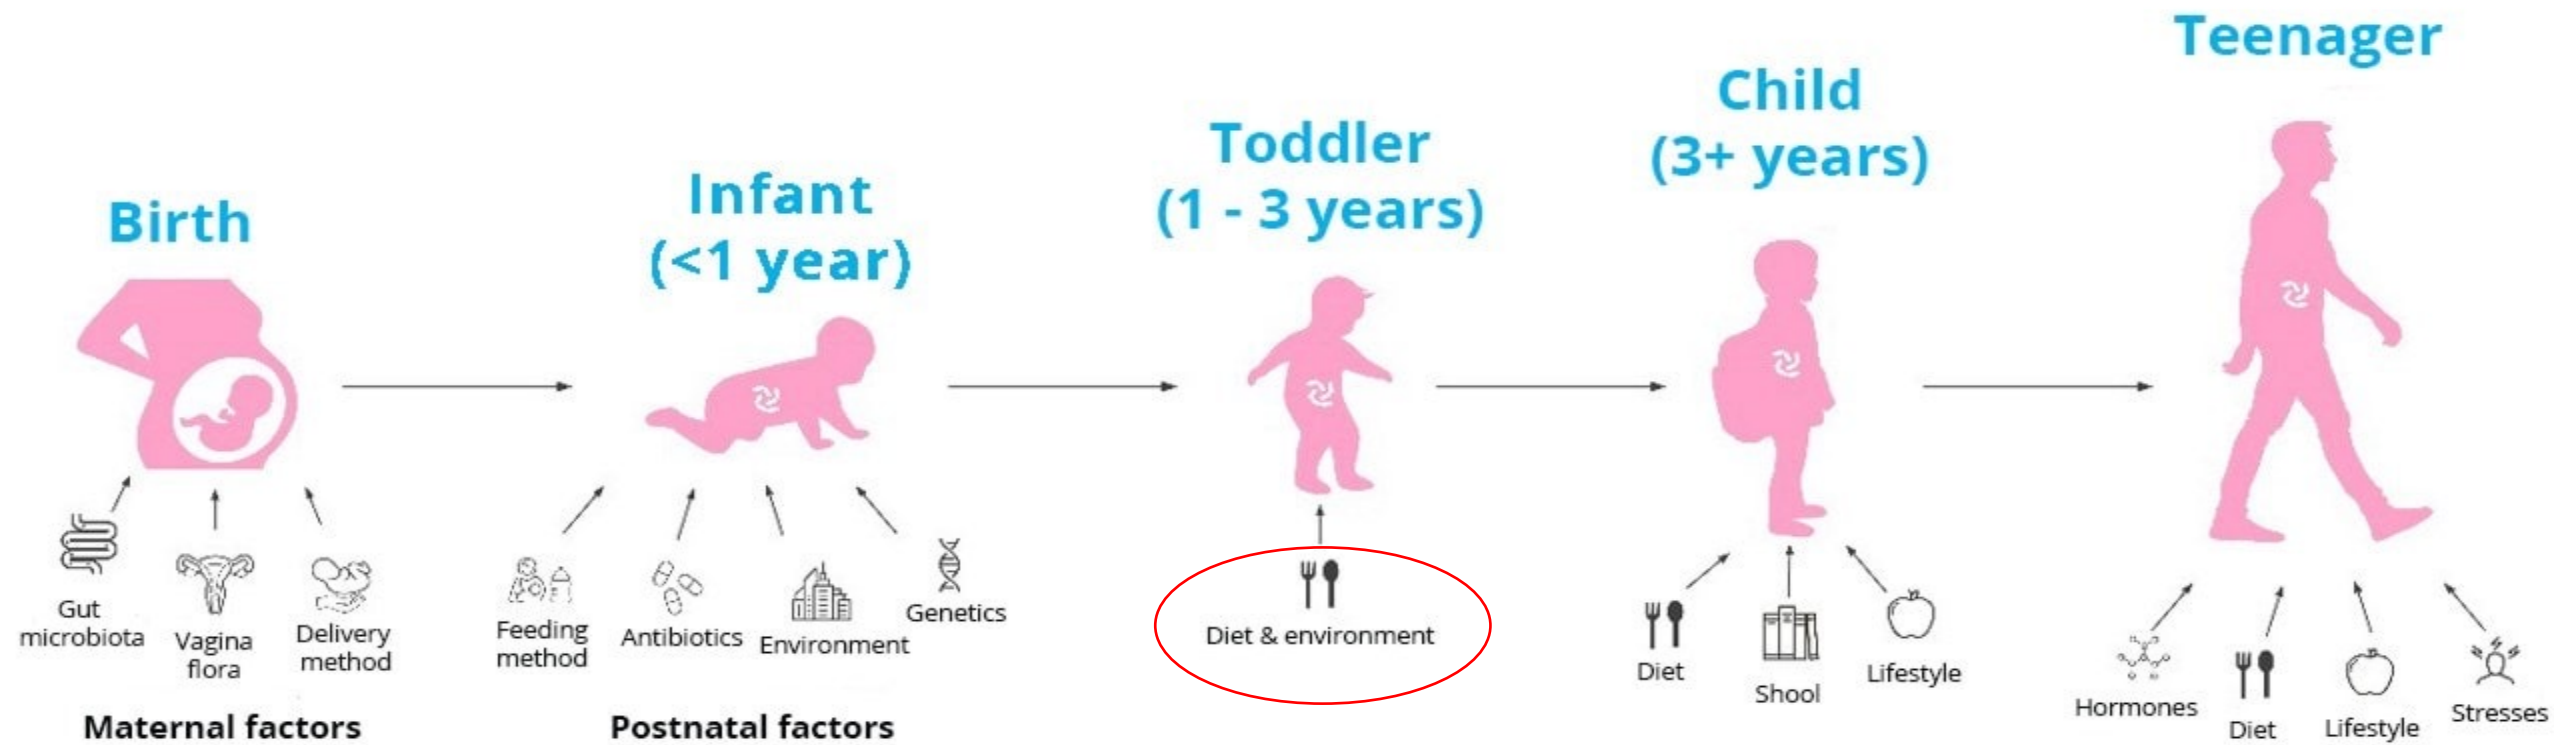 Birth
Infant
(<1 year)
Toddler
(1 - 3 years)
Child
(3+ years)
Teenager
Gut
microbiota
Vagina
flora
Delivery
method
Maternal factors
Feeding
method
Antibiotics
Environment
Genetics
Postnatal factors
Diet & environment
Diet
Shool
Lifestyle
Hormones
Diet
Lifestyle
Stresses